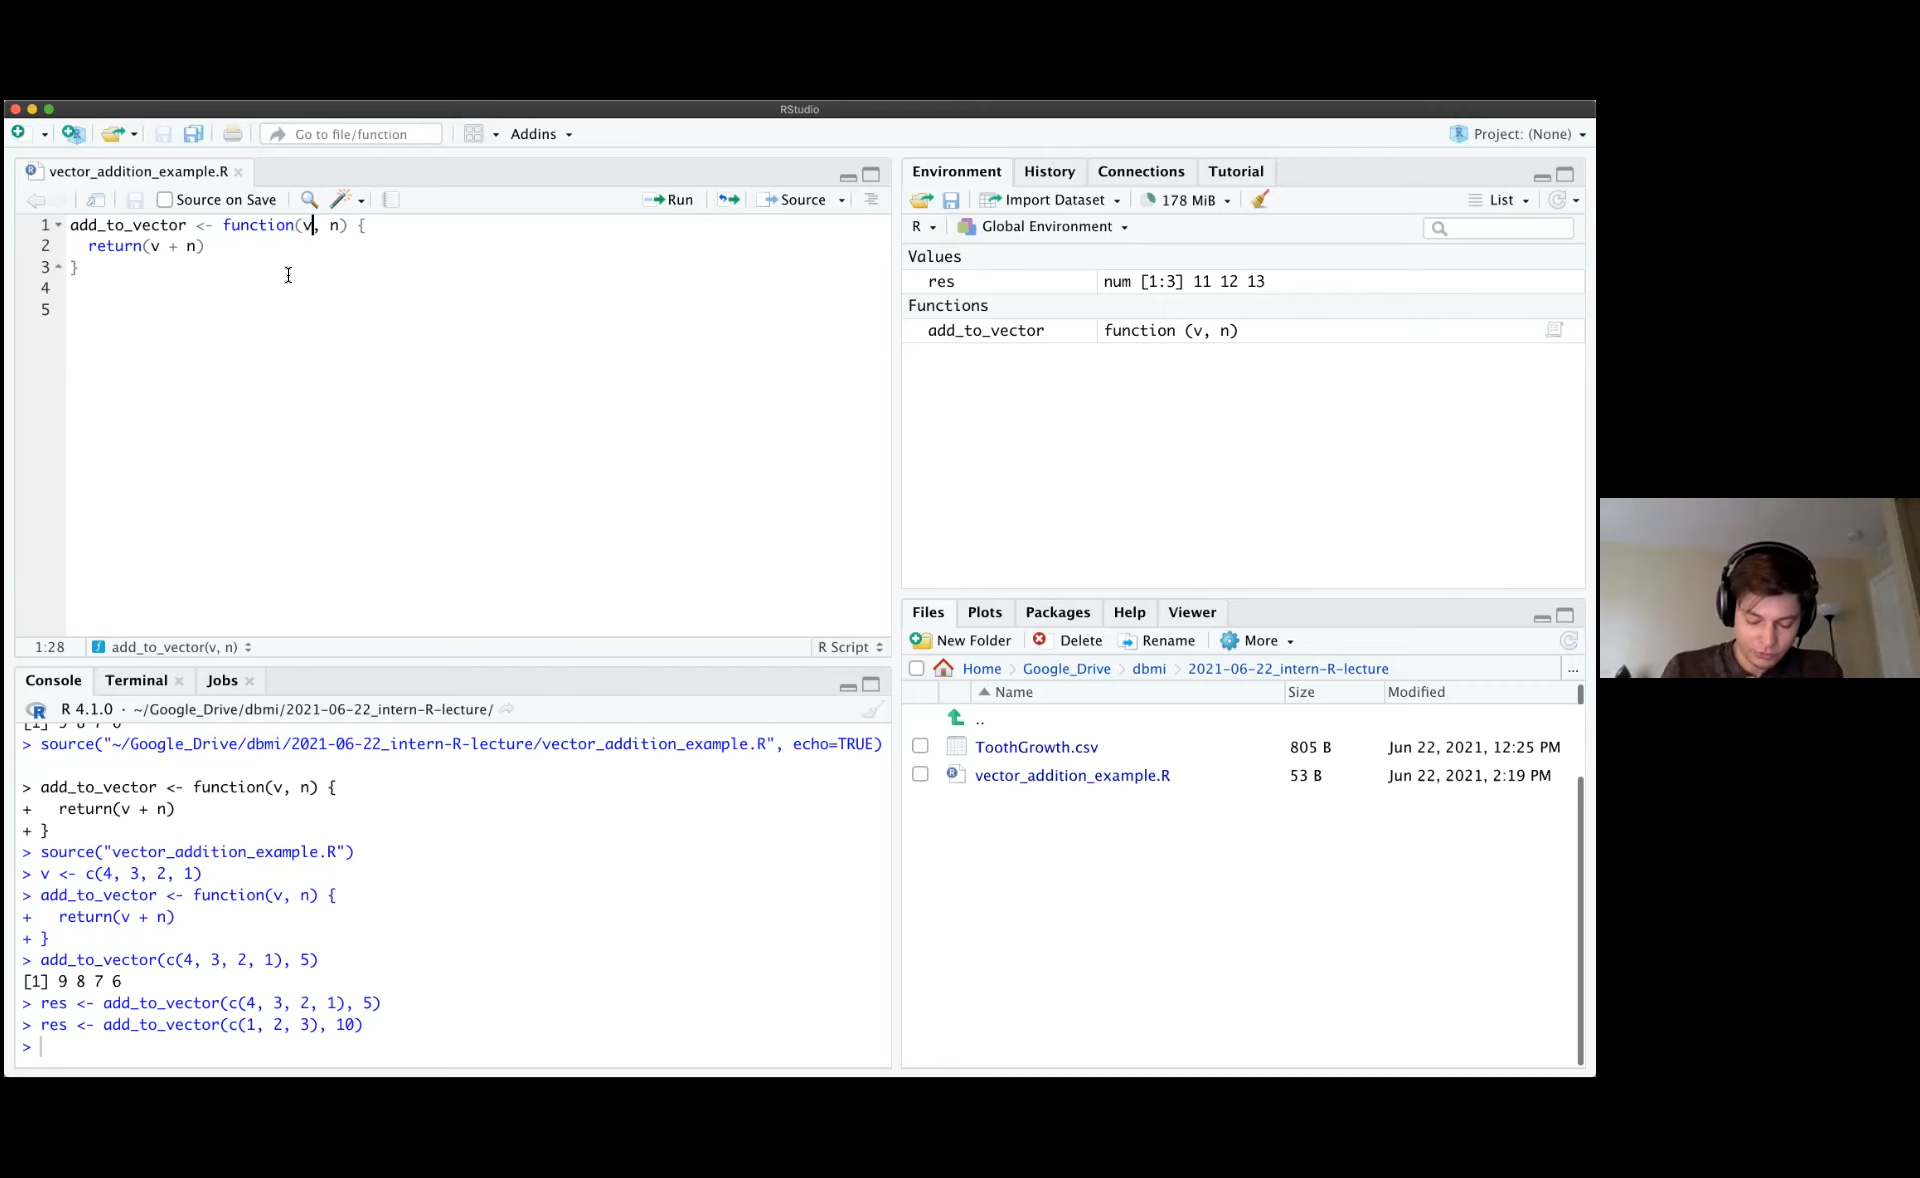 RStudio
Go to file/function
Addins
Project: (None)
vector_addition_example.R
Source on Save
Run
Source
1 add_to_vector <- function(v, n) {
2   return(v + n)
3 }
4
5
1:28
add_to_vector(v, n)
R Script
Console
Terminal
Jobs
R 4.1.0 · ~/Google_Drive/dbmi/2021-06-22_intern-R-lecture/
[1] 9 8 7 6
> source("~/Google_Drive/dbmi/2021-06-22_intern-R-lecture/vector_addition_example.R", echo=TRUE)
> add_to_vector <- function(v, n) {
+   return(v + n)
+ }
> source("vector_addition_example.R")
> v <- c(4, 3, 2, 1)
> add_to_vector <- function(v, n) {
+   return(v + n)
+ }
> add_to_vector(c(4, 3, 2, 1), 5)
[1] 9 8 7 6
> res <- add_to_vector(c(4, 3, 2, 1), 5)
> res <- add_to_vector(c(1, 2, 3), 10)
>
Environment
History
Connections
Tutorial
Import Dataset
178 MiB
List
R
Global Environment
Values
res num [1:3] 11 12 13
Functions
add_to_vector function (v, n)
Files
Plots
Packages
Help
Viewer
New Folder
Delete
Rename
More
Home
Google_Drive
dbmi
2021-06-22_intern-R-lecture
...
Name Size Modified
..
ToothGrowth.csv 805 B Jun 22, 2021, 12:25 PM
vector_addition_example.R 53 B Jun 22, 2021, 2:19 PM